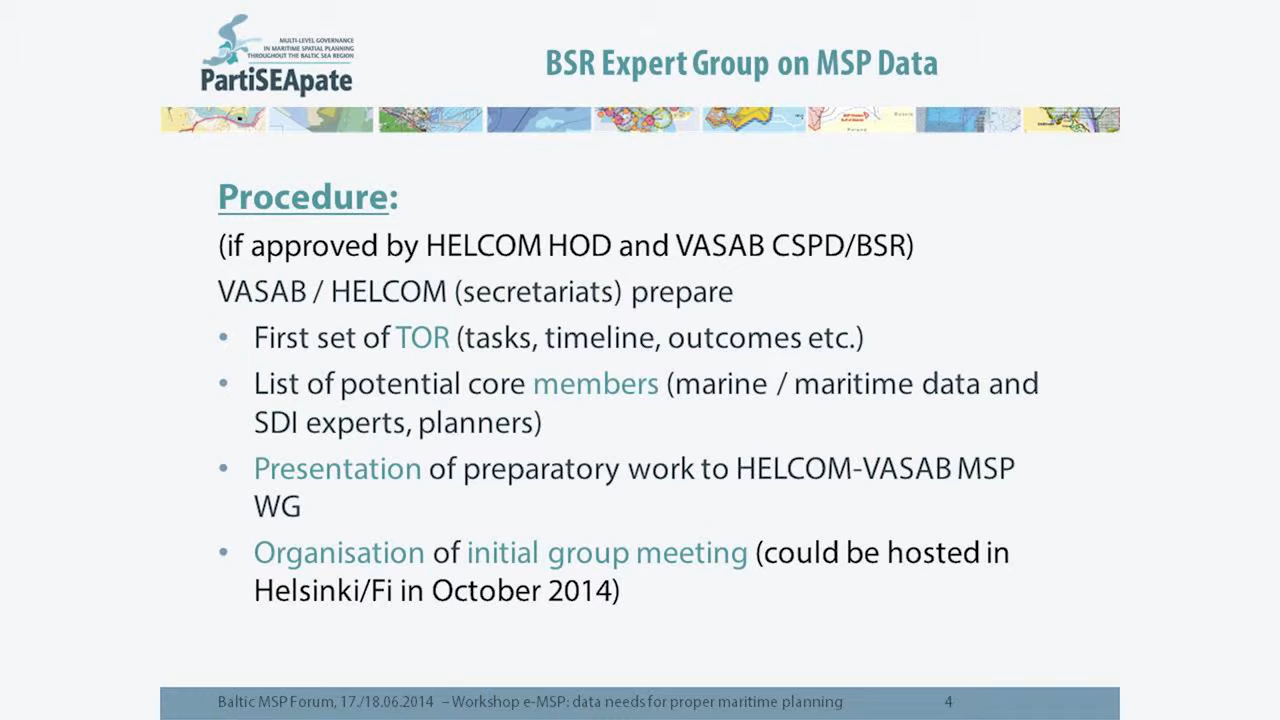 MULTI-LEVEL GOVERNANCE
IN MARITIME SPATIAL PLANNING
THROUGHOUT THE BALTIC SEA REGION
PartiSEApate
BSR Expert Group on MSP Data
Procedure:
(if approved by HELCOM HOD and VASAB CSPD/BSR)
VASAB / HELCOM (secretariats) prepare
• First set of TOR (tasks, timeline, outcomes etc.)
• List of potential core members (marine / maritime data and
SDI experts, planners)
• Presentation of preparatory work to HELCOM-VASAB MSP
WG
• Organisation of initial group meeting (could be hosted in
Helsinki/Fi in October 2014)
Baltic MSP Forum, 17./18.06.2014 – Workshop e-MSP: data needs for proper maritime planning 4